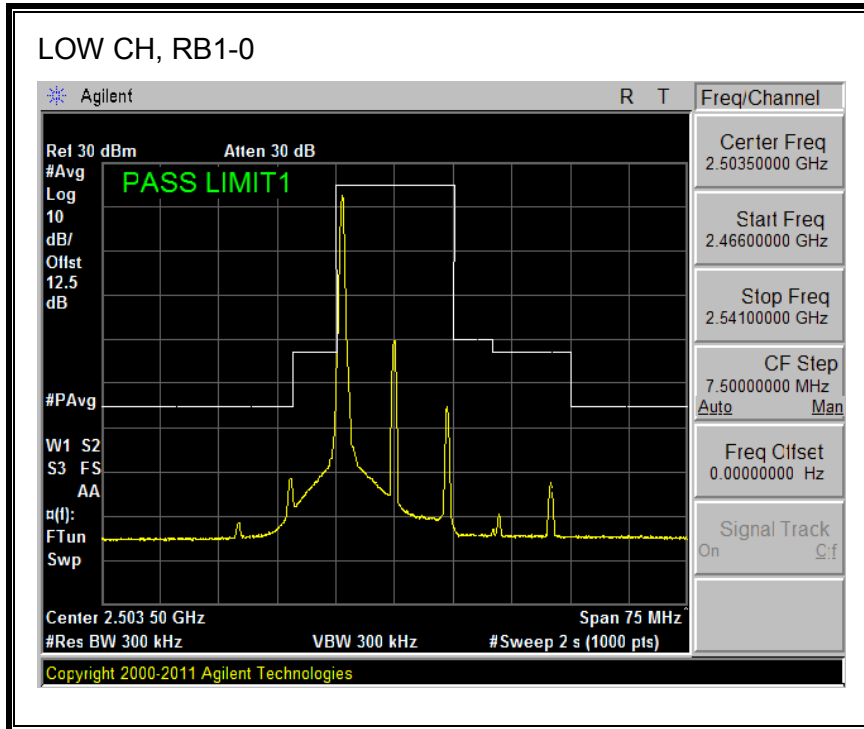 LOW CH, RB1-0
Agilent R T Freq/Channel
Ref 30 dBm Atten 30 dB
#Avg
Log
10
dB/
Offst
12.5
dB
PASS LIMIT1
#PAvg
W1 S2
S3 FS
AA
¤(f):
FTun
Swp
Center 2.503 50 GHz Span 75 MHz^
#Res BW 300 kHz VBW 300 kHz #Sweep 2 s (1000 pts)
Copyright 2000-2011 Agilent Technologies
Center Freq
2.50350000 GHz
Start Freq
2.46600000 GHz
Stop Freq
2.54100000 GHz
CF Step
7.50000000 MHz
Auto Man
Freq Offset
0.00000000 Hz
Signal Track
On Off